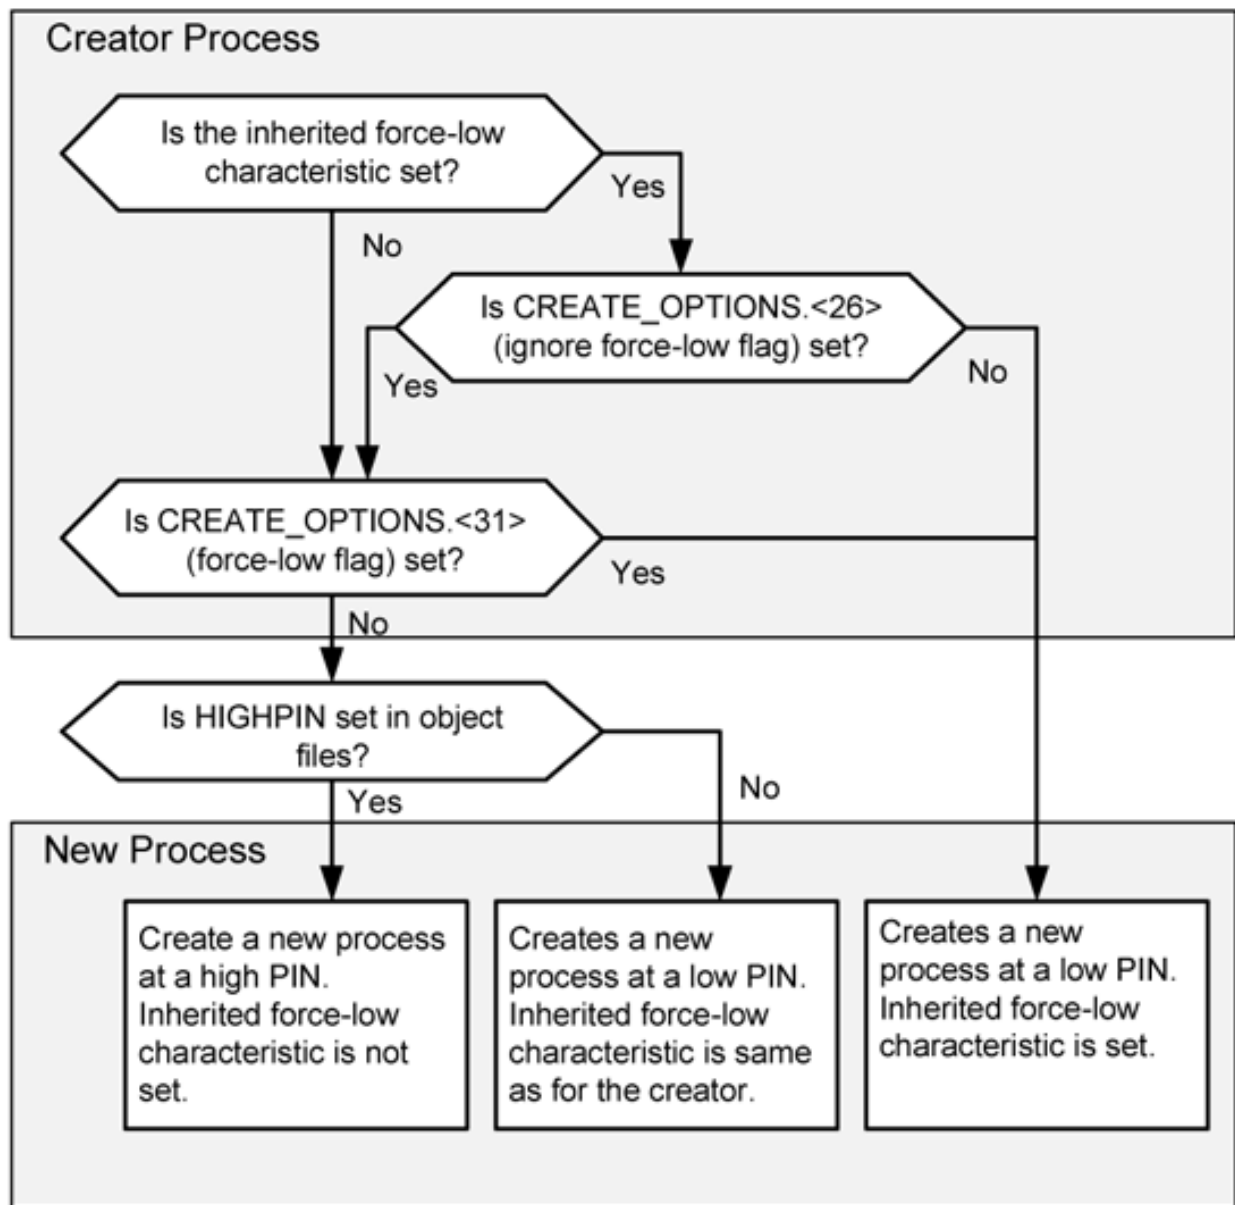 Creator Process
Is the inherited force-low
characteristic set?
Yes
No
Is CREATE_OPTIONS.<26>
(ignore force-low flag) set?
Yes
No
Is CREATE_OPTIONS.<31>
(force-low flag) set?
Yes
No
Is HIGHPIN set in object
files?
Yes
No
New Process
Create a new process
at a high PIN.
Inherited force-low
characteristic is not
set.
Creates a new
process at a low PIN.
Inherited force-low
characteristic is same
as for the creator.
Creates a new
process at a low PIN.
Inherited force-low
characteristic is set.